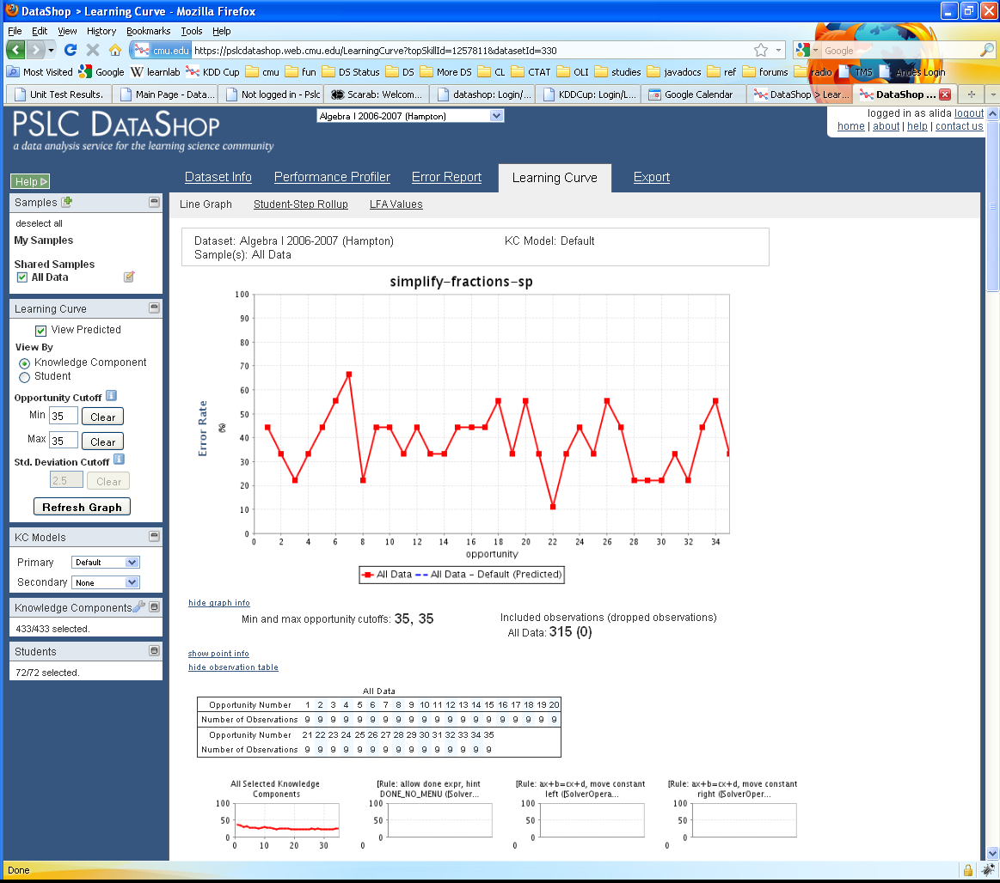 DataShop > Learning Curve - Mozilla Firefox
File Edit View History Bookmarks Tools Help
cmu.edu https://pslcdatashop.web.cmu.edu/LearningCurve?topSkillId=1257811&datasetId=330 Google
Most Visited Google learnlab KDD Cup cmu fun DS Status DS More DS CL CTAT OLI studies javadocs ref forums radio TMS Andes Login
Unit Test Results. Main Page - Data... Not logged in - Pslc Scarab: Welcom... datashop: Login/... KDDCup: Login/L... Google Calendar DataShop > Lear... DataShop ...
PSLC DATASHOP
a data analysis service for the learning science community
Algebra I 2006-2007 (Hampton)
logged in as alida logout
home | about | help | contact us
Help
Dataset Info Performance Profiler Error Report Learning Curve Export
Line Graph Student-Step Rollup LFA Values
Samples
deselect all
My Samples
Shared Samples
All Data
Learning Curve
View Predicted
View By
Knowledge Component
Student
Opportunity Cutoff
Min 35 Clear
Max 35 Clear
Std. Deviation Cutoff
2.5 Clear
Refresh Graph
KC Models
Primary Default
Secondary None
Knowledge Components
433/433 selected.
Students
72/72 selected.
Dataset: Algebra I 2006-2007 (Hampton) KC Model: Default
Sample(s): All Data
simplify-fractions-sp
100
90
80
70
60
50
40
30
20
10
0
Error Rate
%
0 2 4 6 8 10 12 14 16 18 20 22 24 26 28 30 32 34
opportunity
All Data All Data - Default (Predicted)
hide graph info
Min and max opportunity cutoffs: 35, 35
Included observations (dropped observations)
All Data: 315 (0)
show point info
hide observation table
All Data
Opportunity Number 1 2 3 4 5 6 7 8 9 10 11 12 13 14 15 16 17 18 19 20
Number of Observations 9 9 9 9 9 9 9 9 9 9 9 9 9 9 9 9 9 9 9 9
Opportunity Number 21 22 23 24 25 26 27 28 29 30 31 32 33 34 35
Number of Observations 9 9 9 9 9 9 9 9 9 9 9 9 9 9 9
All Selected Knowledge
Components
100
50
0
0 10 20 30
[Rule: allow done expr, hint
DONE_NO_MENU ([Solver...
100
50
0
0
[Rule: ax+b=cx+d, move constant
left ([SolverOpera...
100
50
0
0
[Rule: ax+b=cx+d, move constant
right ([SolverOper...
100
50
0
0
Done